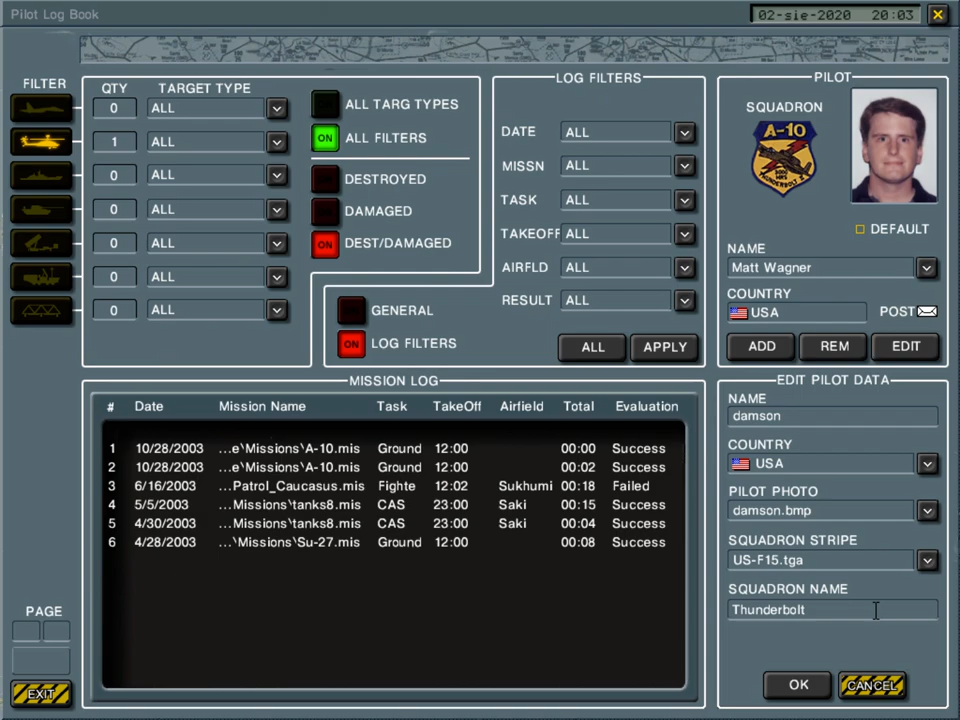 Pilot Log Book
02-sie-2020 20:03
FILTER
QTY TARGET TYPE
0 ALL
1 ALL
0 ALL
0 ALL
0 ALL
0 ALL
0 ALL
ALL TARG TYPES
ON ALL FILTERS
DESTROYED
DAMAGED
ON DEST/DAMAGED
GENERAL
ON LOG FILTERS
LOG FILTERS
DATE ALL
MISSN ALL
TASK ALL
TAKEOFF ALL
AIRFLD ALL
RESULT ALL
ALL APPLY
PILOT
SQUADRON
A-10
DEFAULT
NAME
Matt Wagner
COUNTRY
USA POST
ADD REM EDIT
MISSION LOG
# Date Mission Name Task TakeOff Airfield Total Evaluation
1 10/28/2003 ...e\Missions\A-10.mis Ground 12:00 00:00 Success
2 10/28/2003 ...e\Missions\A-10.mis Ground 12:00 00:02 Success
3 6/16/2003 ...Patrol_Caucasus.mis Fighte 12:02 Sukhumi 00:18 Failed
4 5/5/2003 ...Missions\tanks8.mis CAS 23:00 Saki 00:15 Success
5 4/30/2003 ...Missions\tanks8.mis CAS 23:00 Saki 00:04 Success
6 4/28/2003 ...\Missions\Su-27.mis Ground 12:00 00:08 Success
EDIT PILOT DATA
NAME
damson
COUNTRY
USA
PILOT PHOTO
damson.bmp
SQUADRON STRIPE
US-F15.tga
SQUADRON NAME
Thunderbolt
OK CANCEL
PAGE
EXIT